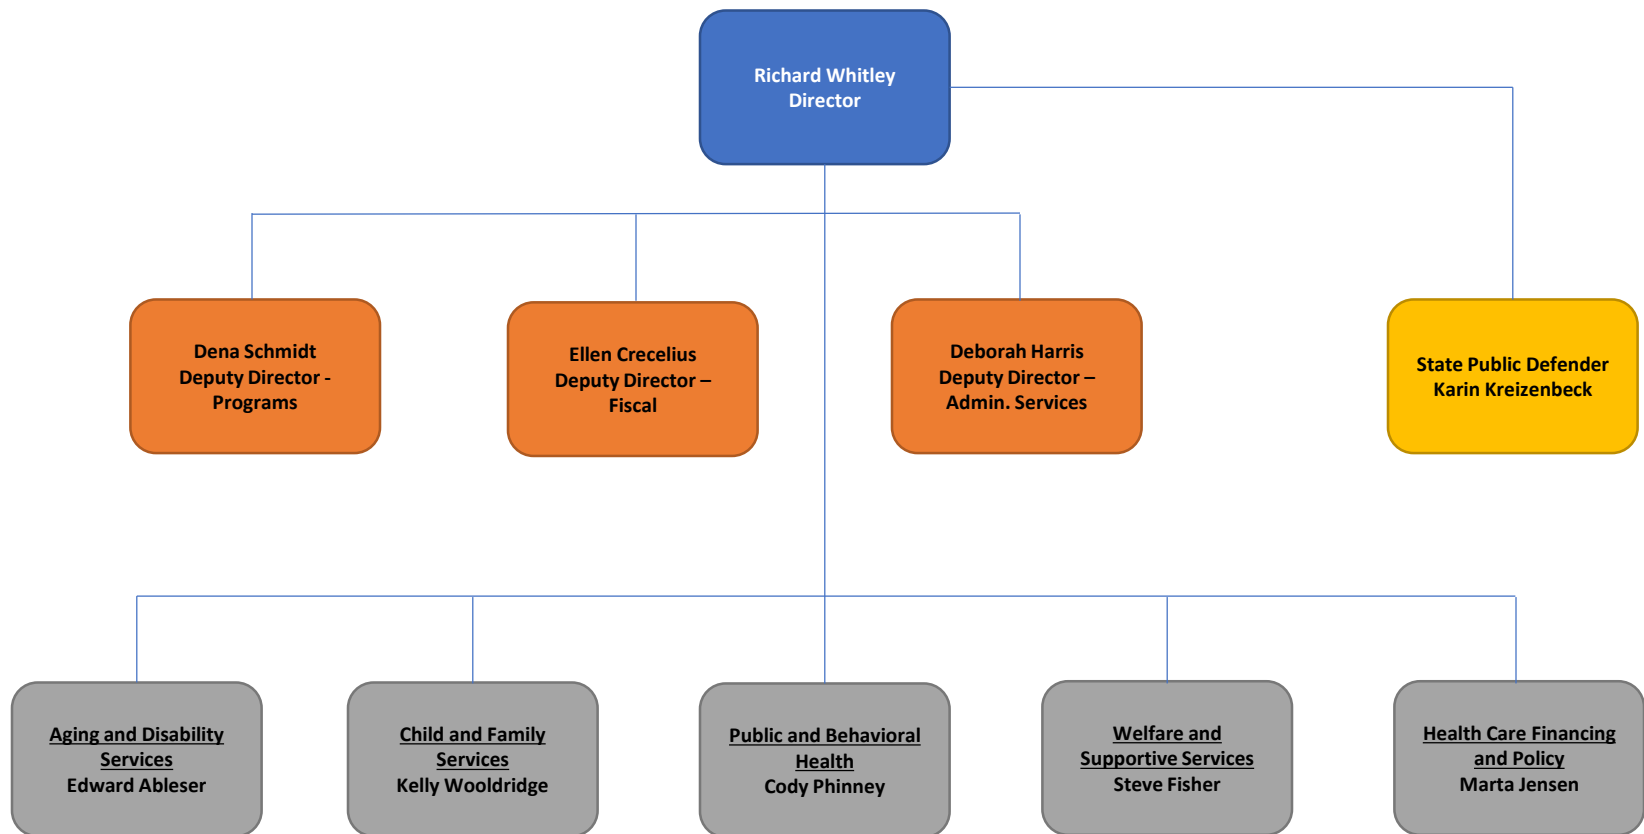 Richard Whitley
Director
Dena Schmidt
Deputy Director -
Programs
Ellen Crecelius
Deputy Director –
Fiscal
Deborah Harris
Deputy Director –
Admin. Services
State Public Defender
Karin Kreizenbeck
Aging and Disability
Services
Edward Ableser
Child and Family
Services
Kelly Wooldridge
Public and Behavioral
Health
Cody Phinney
Welfare and
Supportive Services
Steve Fisher
Health Care Financing
and Policy
Marta Jensen